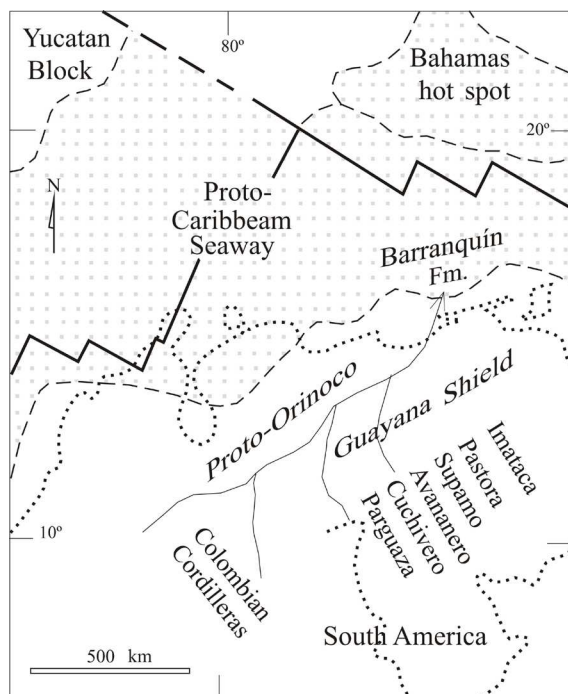 Yucatan
Block
80º
Bahamas
hot spot
20º
N
Proto-
Caribbeam
Seaway
Barranquín
Fm.
Proto-Orinoco
Guayana Shield
Imataca
Pastora
Supamo
Avananero
Cuchivero
Parguaza
10º
Colombian
Cordilleras
South America
500 km